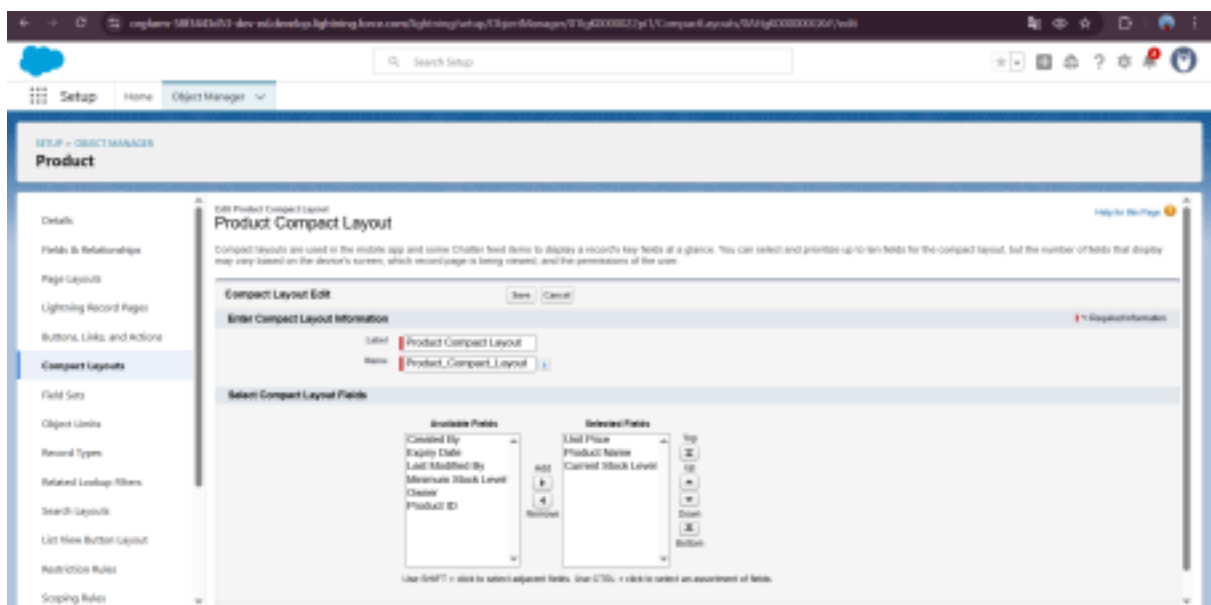 Search Setup
Setup Home Object Manager
SETUP > OBJECT MANAGER
Product
Details
Fields & Relationships
Page Layouts
Lightning Record Pages
Buttons, Links, and Actions
Compact Layouts
Field Sets
Object Limits
Record Types
Related Lookup Filters
Search Layouts
List View Button Layout
Restriction Rules
Scoping Rules
Edit Product Compact Layout
Product Compact Layout
Help for this Page
Compact layouts are used in the mobile app and some Chatter feed items to display a record's key fields at a glance. You can select and prioritize up to ten fields for the compact layout, but the number of fields that display
may vary based on the device's screen, which record page is being viewed, and the permissions of the user.
Compact Layout Edit Save Cancel
Enter Compact Layout Information = Required Information
Label Product Compact Layout
Name Product_Compact_Layout i
Select Compact Layout Fields
Available Fields
Created By
Expiry Date
Last Modified By
Minimum Stock Level
Owner
Product ID
Add
Remove
Selected Fields
Unit Price
Product Name
Current Stock Level
Top
Up
Down
Bottom
Use SHIFT + click to select adjacent fields. Use CTRL + click to select an assortment of fields.